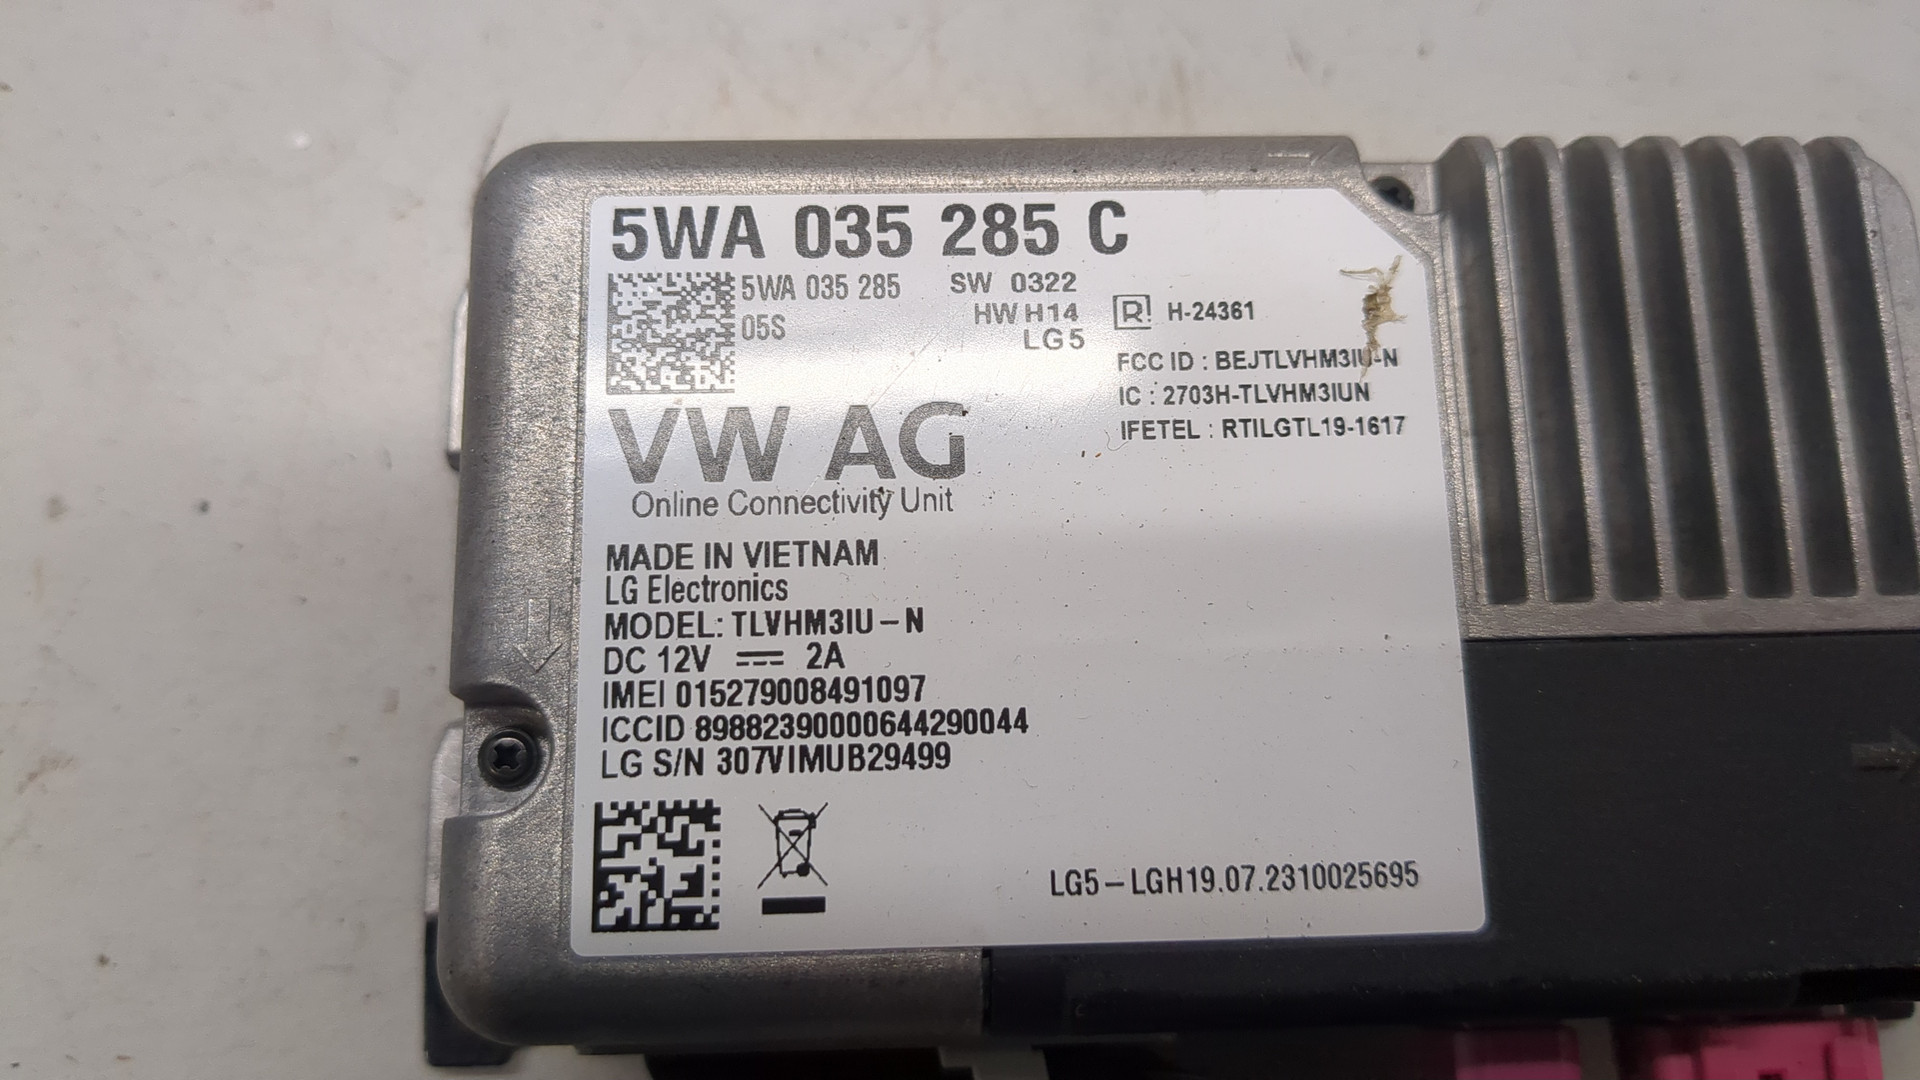 5WA 035 285 C
5WA 035 285
05S
SW 0322
HW H14
LG5
R! H-24361
FCC ID : BEJTLVHM3IU-N
IC : 2703H-TLVHM3IUN
IFETEL : RTILGTL19-1617
VW AG
Online Connectivity Unit
MADE IN VIETNAM
LG Electronics
MODEL: TLVHM3IU-N
DC 12V ⎓ 2A
IMEI 015279008491097
ICCID 89882390000644290044
LG S/N 307VIMUB29499
LG5-LGH19.07.2310025695